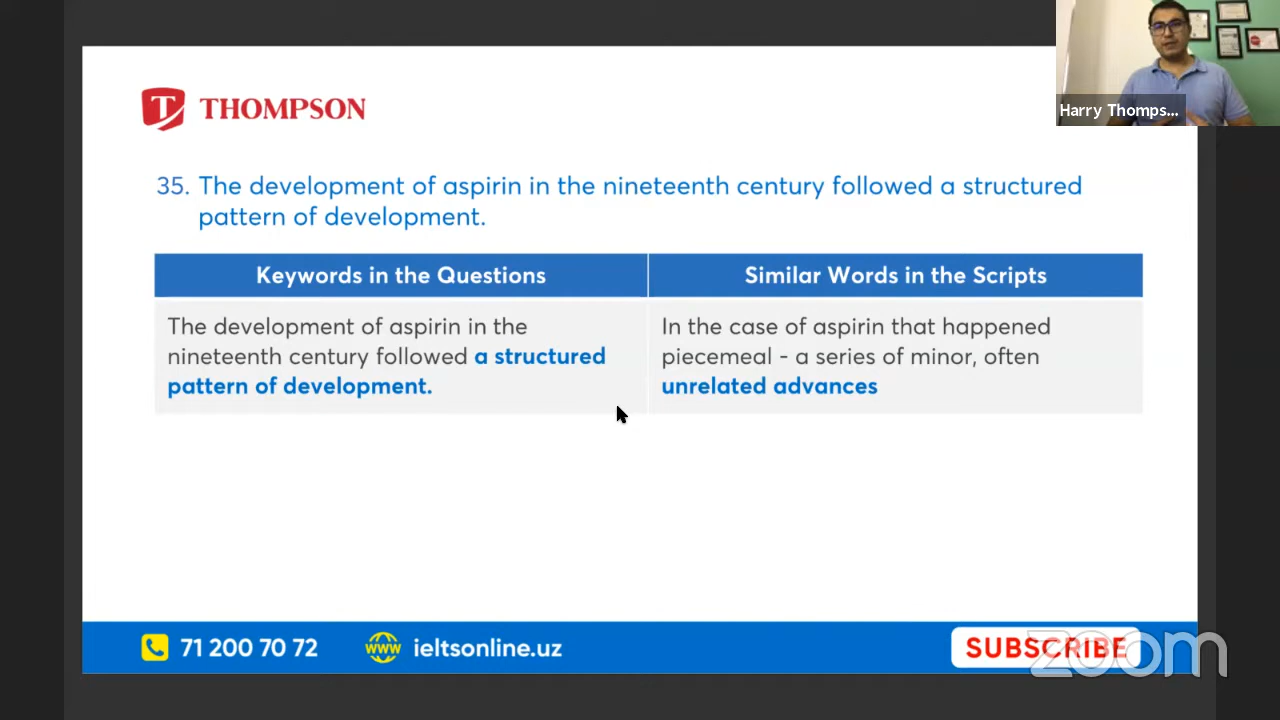 Harry Thomps...
THOMPSON
35. The development of aspirin in the nineteenth century followed a structured
pattern of development.
Keywords in the Questions
Similar Words in the Scripts
The development of aspirin in the
nineteenth century followed a structured
pattern of development.
In the case of aspirin that happened
piecemeal - a series of minor, often
unrelated advances
71 200 70 72
www
ieltsonline.uz
SUBSCRIBE
zoom